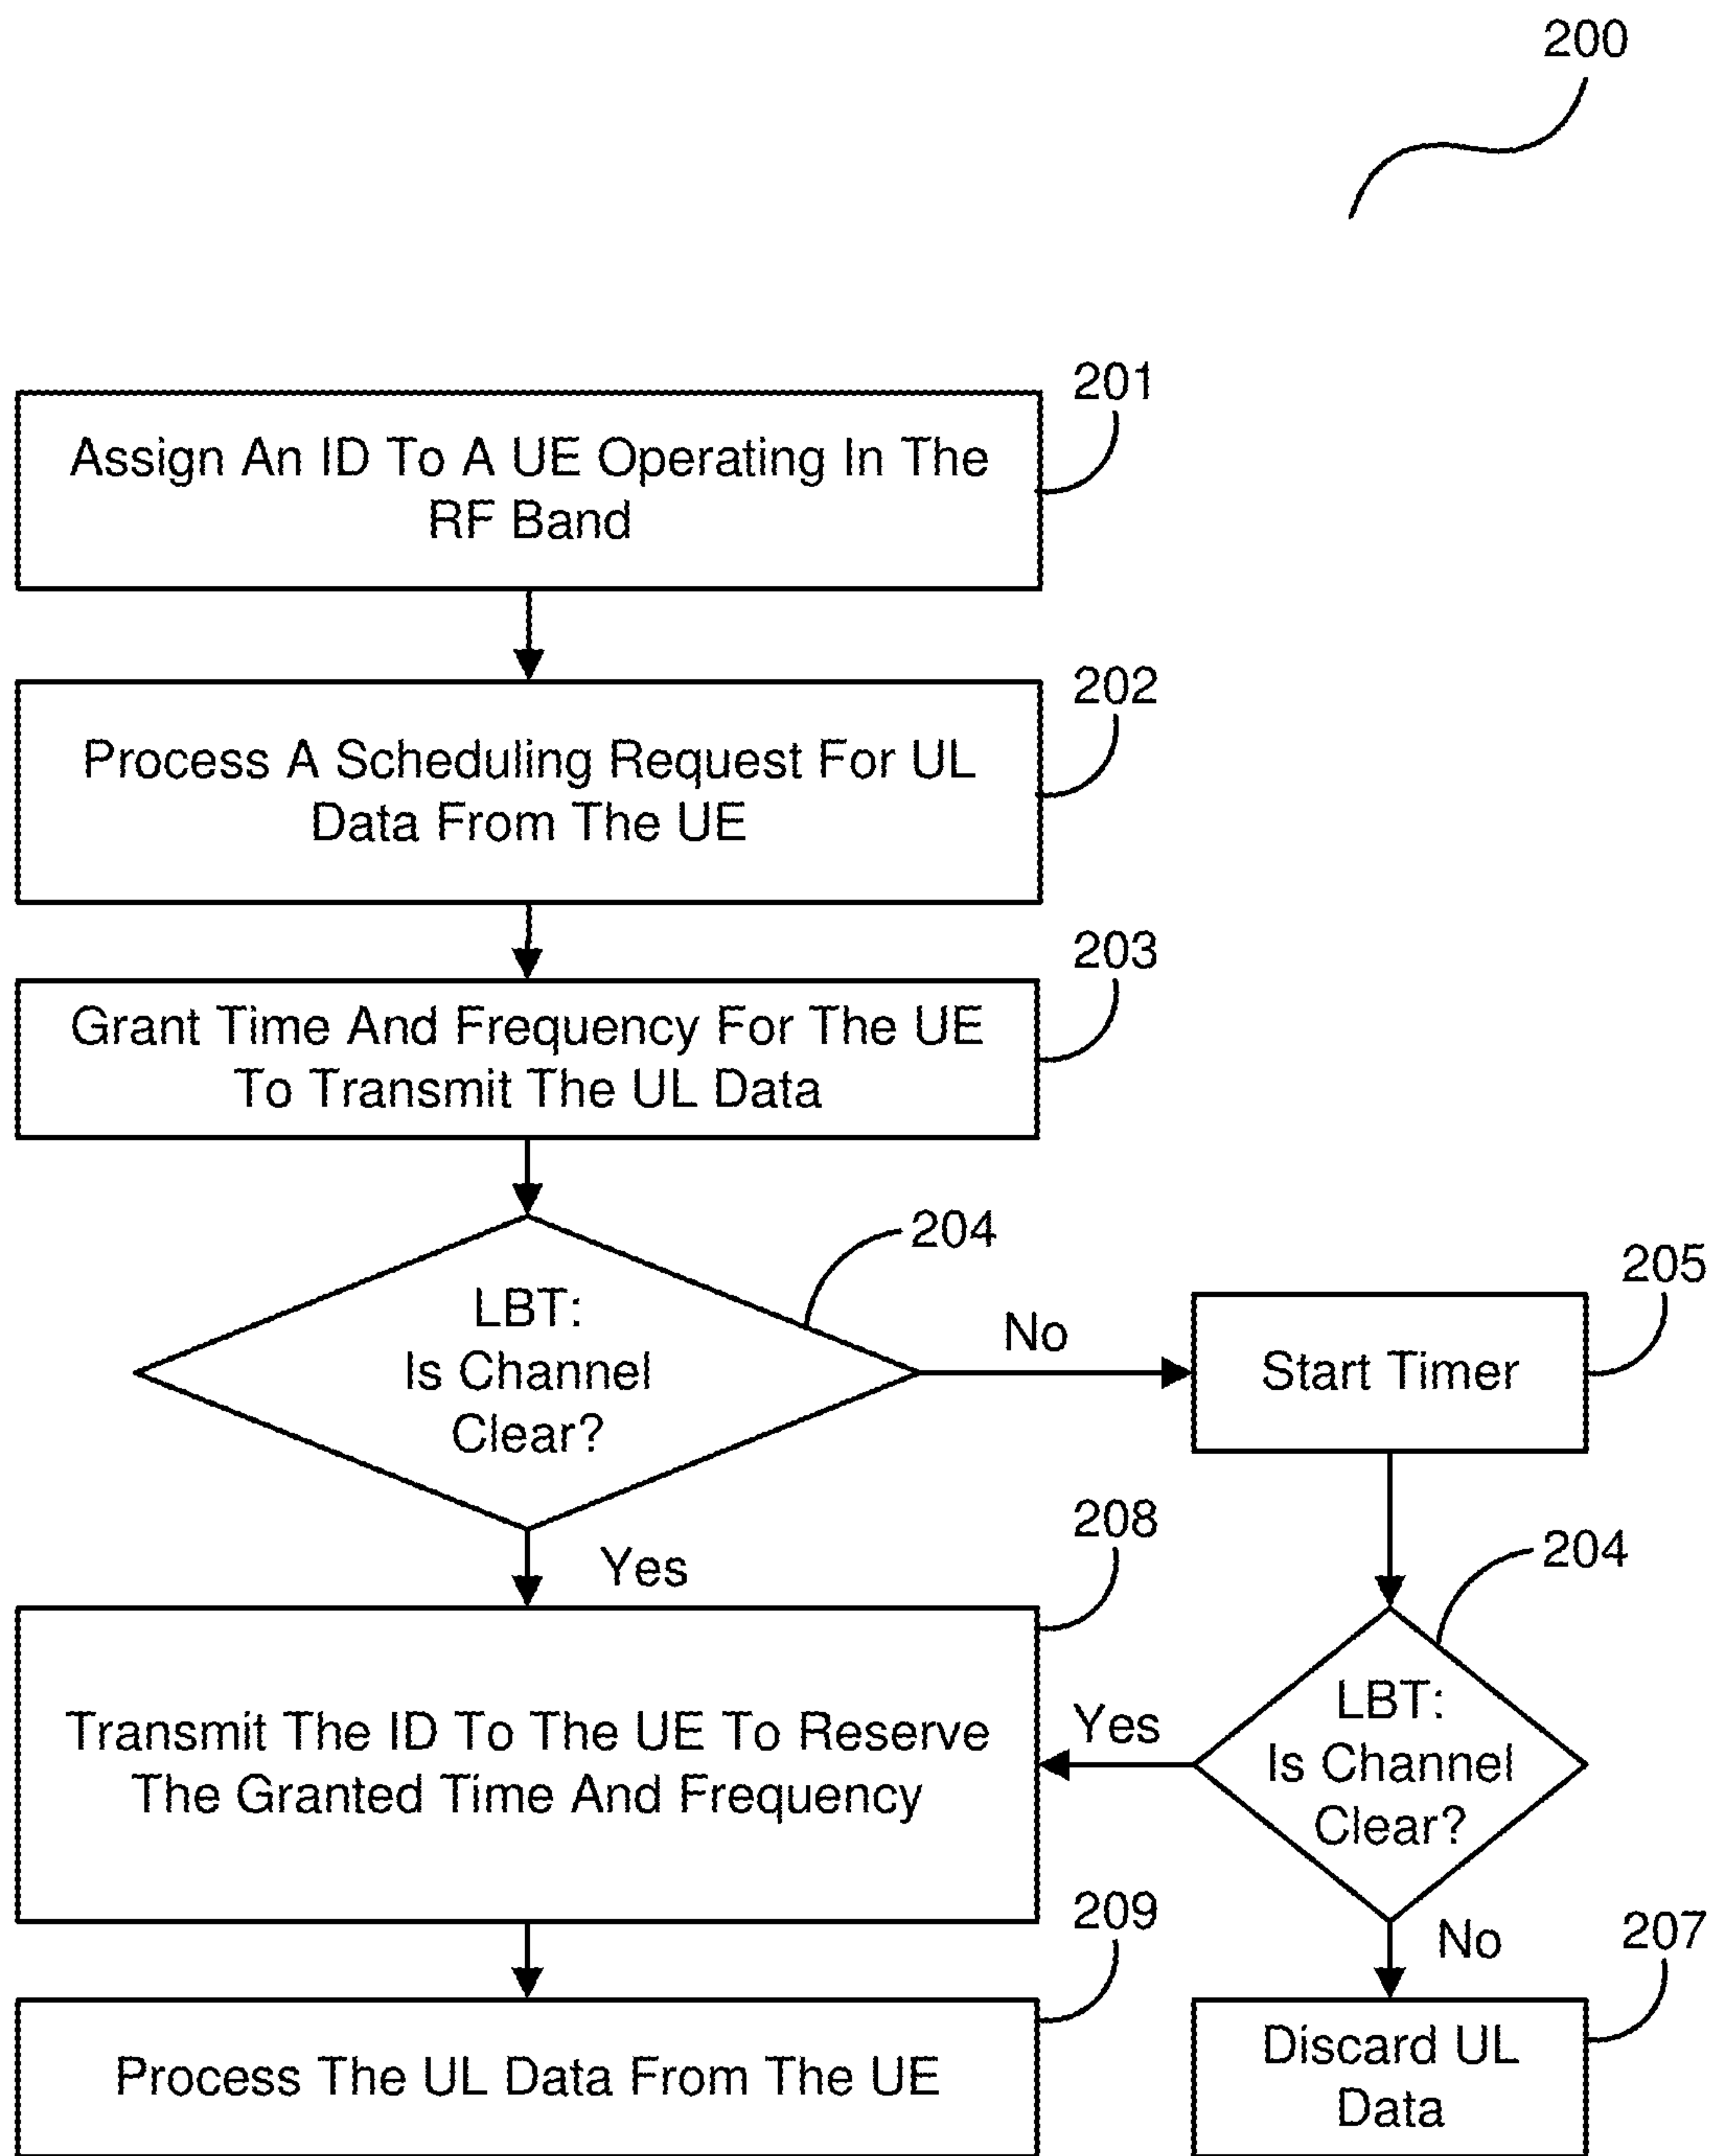 200
201
Assign An ID To A UE Operating In The
RF Band
202
Process A Scheduling Request For UL
Data From The UE
203
Grant Time And Frequency For The UE
To Transmit The UL Data
204
LBT:
Is Channel
Clear?
No
205
Start Timer
Yes
208
Transmit The ID To The UE To Reserve
The Granted Time And Frequency
204
LBT:
Is Channel
Clear?
Yes
No
209
Process The UL Data From The UE
207
Discard UL
Data